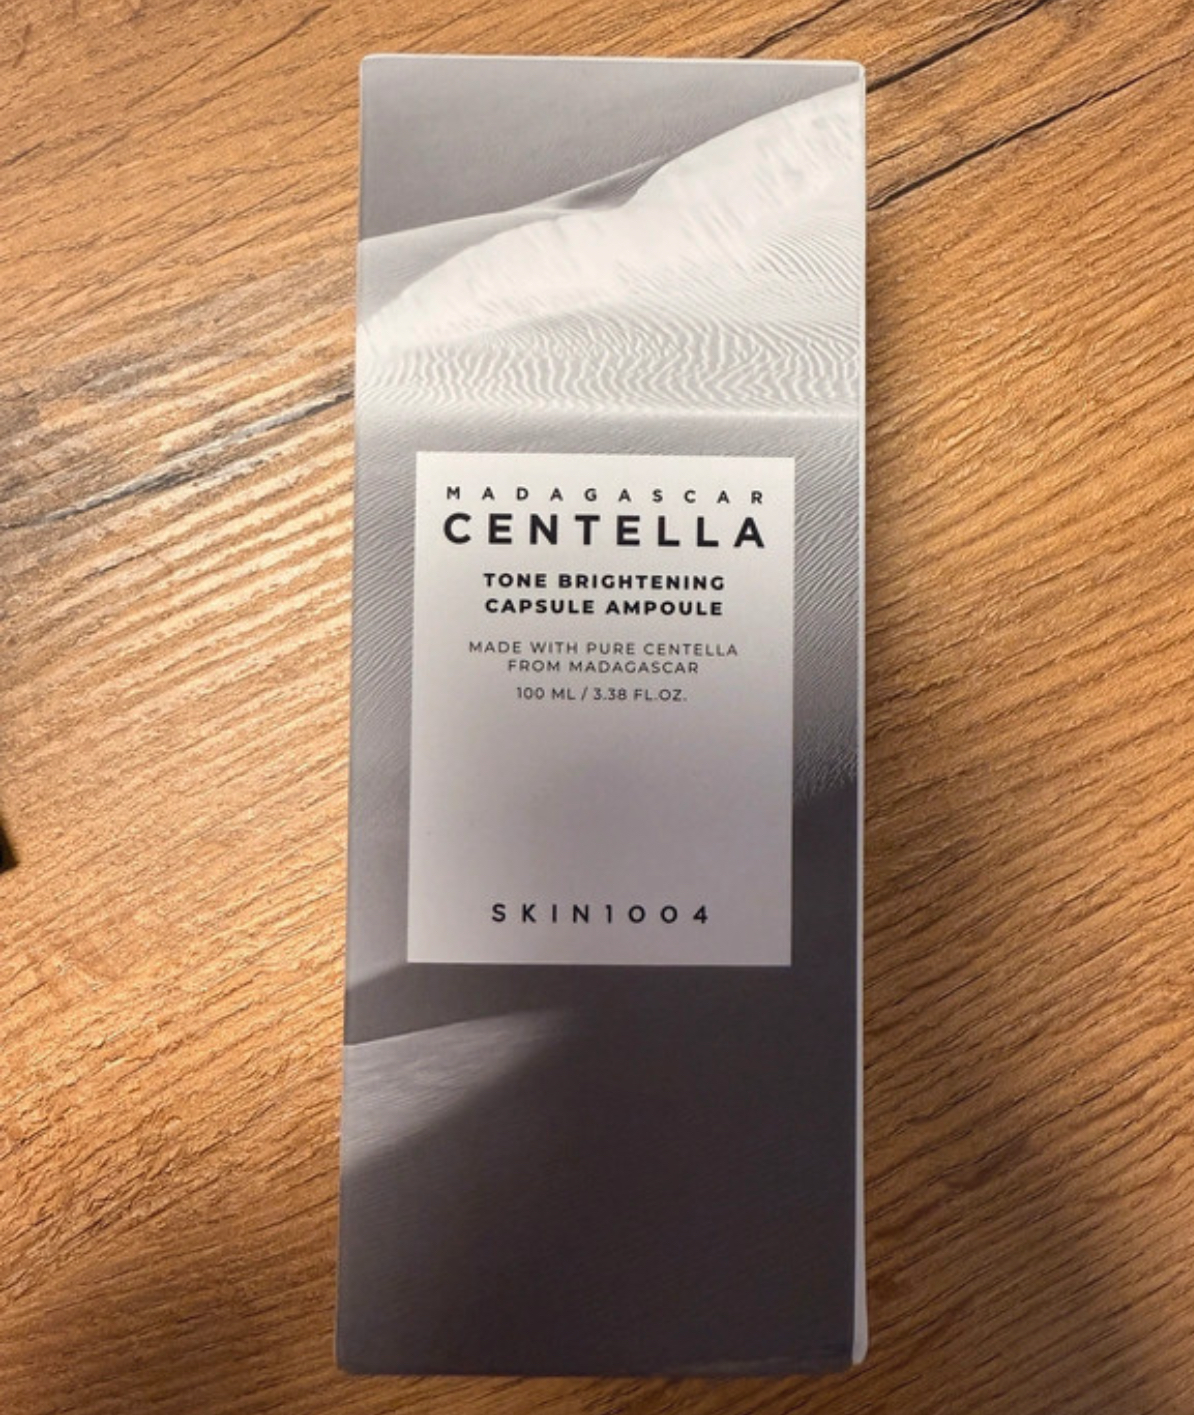 MADAGASCAR
CENTELLA
TONE BRIGHTENING
CAPSULE AMPOULE
MADE WITH PURE CENTELLA
FROM MADAGASCAR
100 ML / 3.38 FL.OZ.
SKIN1004